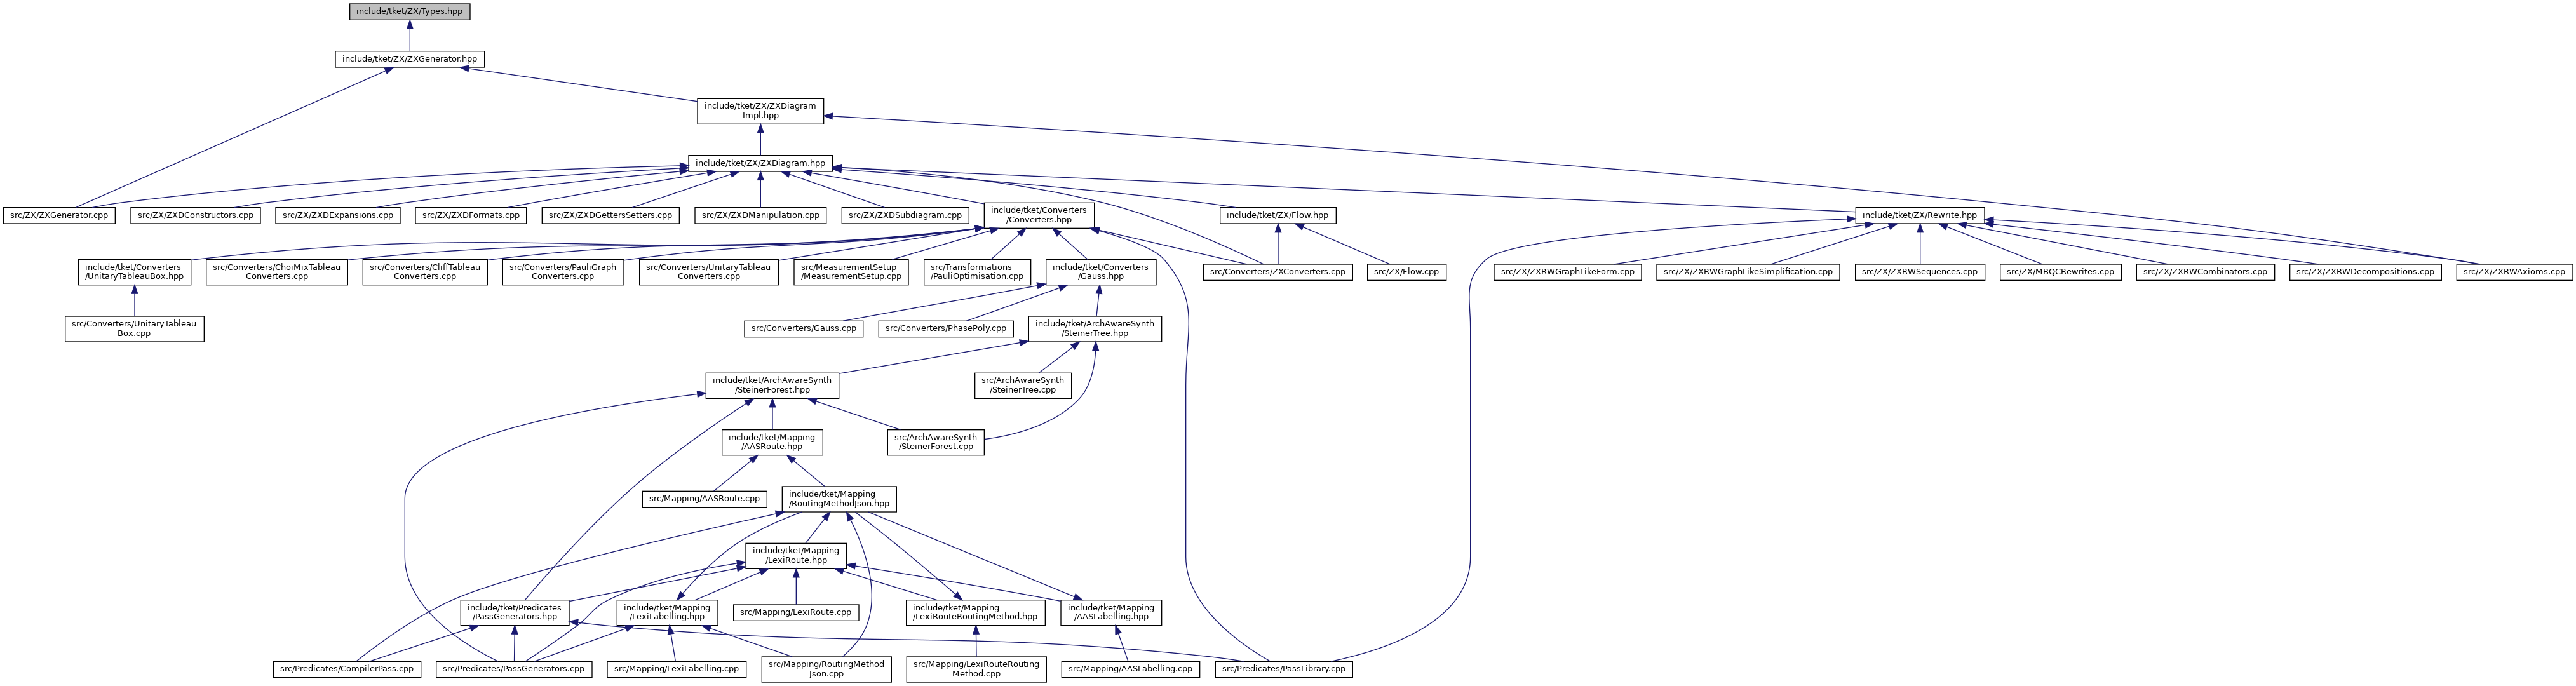 include/tket/ZX/Types.hpp
include/tket/ZX/ZXGenerator.hpp
include/tket/ZX/ZXDiagram
Impl.hpp
include/tket/ZX/ZXDiagram.hpp
src/ZX/ZXGenerator.cpp
src/ZX/ZXDConstructors.cpp
src/ZX/ZXDExpansions.cpp
src/ZX/ZXDFormats.cpp
src/ZX/ZXDGettersSetters.cpp
src/ZX/ZXDManipulation.cpp
src/ZX/ZXDSubdiagram.cpp
include/tket/Converters
/Converters.hpp
include/tket/ZX/Flow.hpp
include/tket/ZX/Rewrite.hpp
include/tket/Converters
/UnitaryTableauBox.hpp
src/Converters/ChoiMixTableau
Converters.cpp
src/Converters/CliffTableau
Converters.cpp
src/Converters/PauliGraph
Converters.cpp
src/Converters/UnitaryTableau
Converters.cpp
src/MeasurementSetup
/MeasurementSetup.cpp
src/Transformations
/PauliOptimisation.cpp
include/tket/Converters
/Gauss.hpp
src/Converters/ZXConverters.cpp
src/ZX/Flow.cpp
src/ZX/ZXRWGraphLikeForm.cpp
src/ZX/ZXRWGraphLikeSimplification.cpp
src/ZX/ZXRWSequences.cpp
src/ZX/MBQCRewrites.cpp
src/ZX/ZXRWCombinators.cpp
src/ZX/ZXRWDecompositions.cpp
src/ZX/ZXRWAxioms.cpp
src/Converters/UnitaryTableau
Box.cpp
src/Converters/Gauss.cpp
src/Converters/PhasePoly.cpp
include/tket/ArchAwareSynth
/SteinerTree.hpp
include/tket/ArchAwareSynth
/SteinerForest.hpp
src/ArchAwareSynth
/SteinerTree.cpp
include/tket/Mapping
/AASRoute.hpp
src/ArchAwareSynth
/SteinerForest.cpp
src/Mapping/AASRoute.cpp
include/tket/Mapping
/RoutingMethodJson.hpp
include/tket/Mapping
/LexiRoute.hpp
include/tket/Predicates
/PassGenerators.hpp
include/tket/Mapping
/LexiLabelling.hpp
src/Mapping/LexiRoute.cpp
include/tket/Mapping
/LexiRouteRoutingMethod.hpp
include/tket/Mapping
/AASLabelling.hpp
src/Predicates/CompilerPass.cpp
src/Predicates/PassGenerators.cpp
src/Mapping/LexiLabelling.cpp
src/Mapping/RoutingMethod
Json.cpp
src/Mapping/LexiRouteRouting
Method.cpp
src/Mapping/AASLabelling.cpp
src/Predicates/PassLibrary.cpp